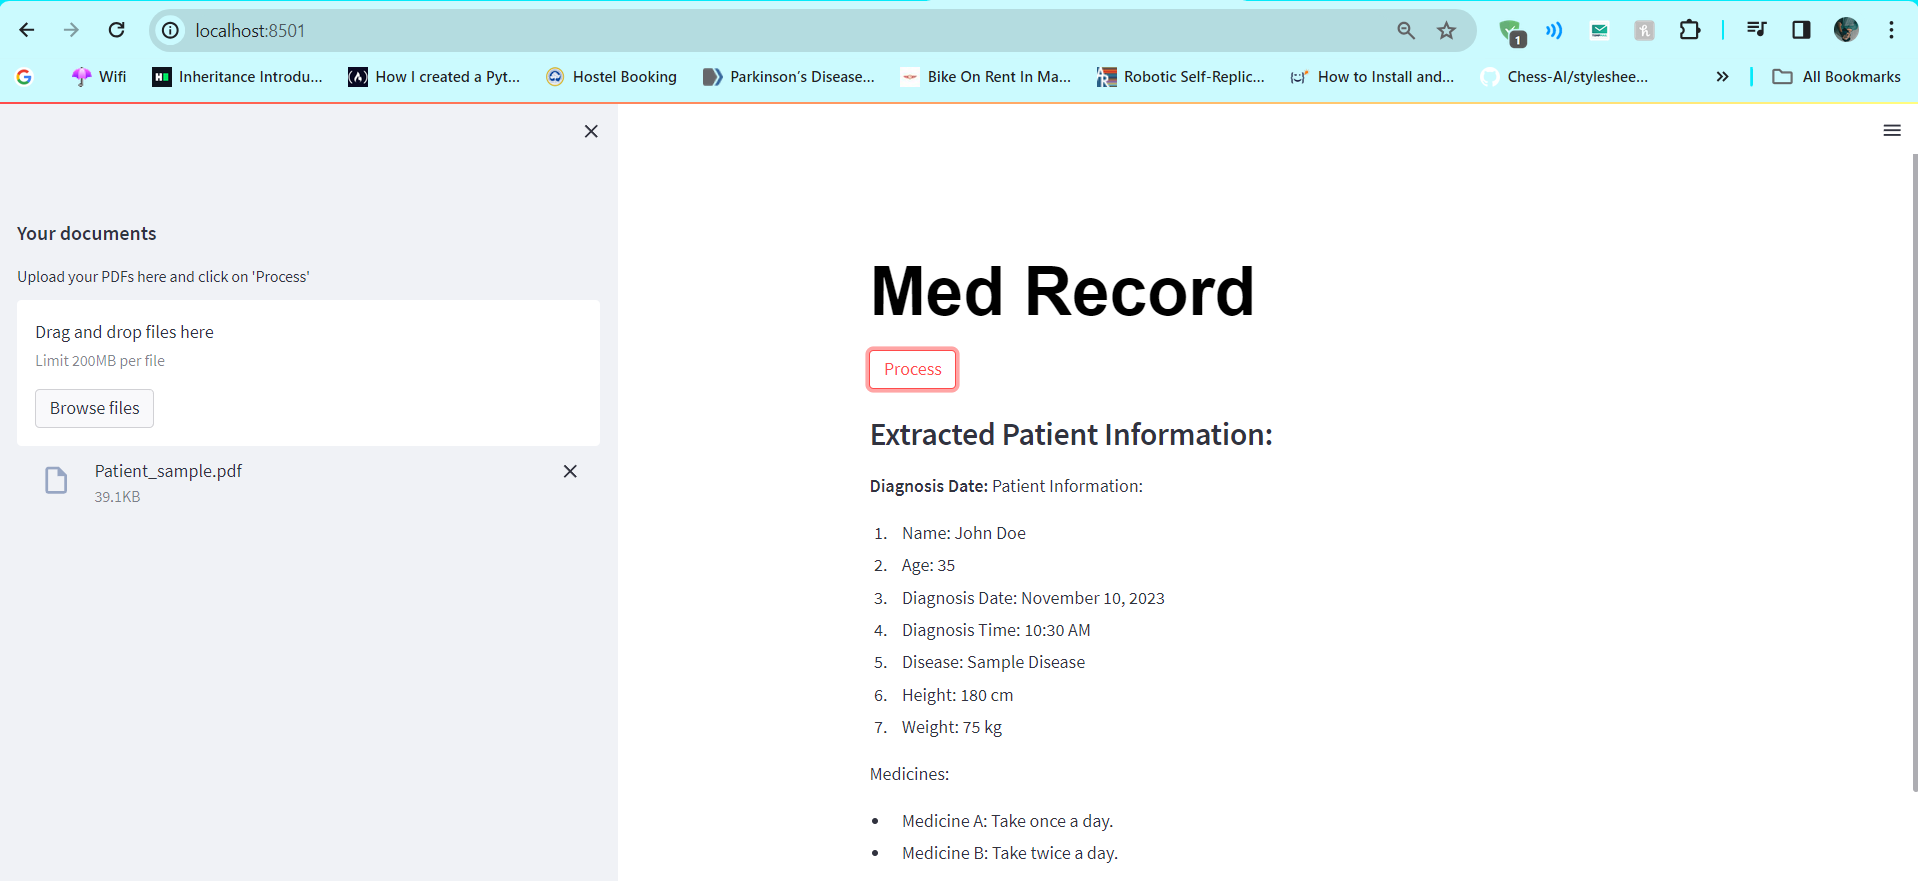 localhost:8501
1
Wifi
Inheritance Introdu...
How I created a Pyt...
Hostel Booking
Parkinson's Disease...
Bike On Rent In Ma...
Robotic Self-Replic...
How to Install and...
Chess-AI/styleshee...
All Bookmarks
Your documents
Upload your PDFs here and click on 'Process'
Drag and drop files here
Limit 200MB per file
Browse files
Patient_sample.pdf
39.1KB
Med Record
Process
Extracted Patient Information:
Diagnosis Date: Patient Information:
1. Name: John Doe
2. Age: 35
3. Diagnosis Date: November 10, 2023
4. Diagnosis Time: 10:30 AM
5. Disease: Sample Disease
6. Height: 180 cm
7. Weight: 75 kg
Medicines:
• Medicine A: Take once a day.
• Medicine B: Take twice a day.